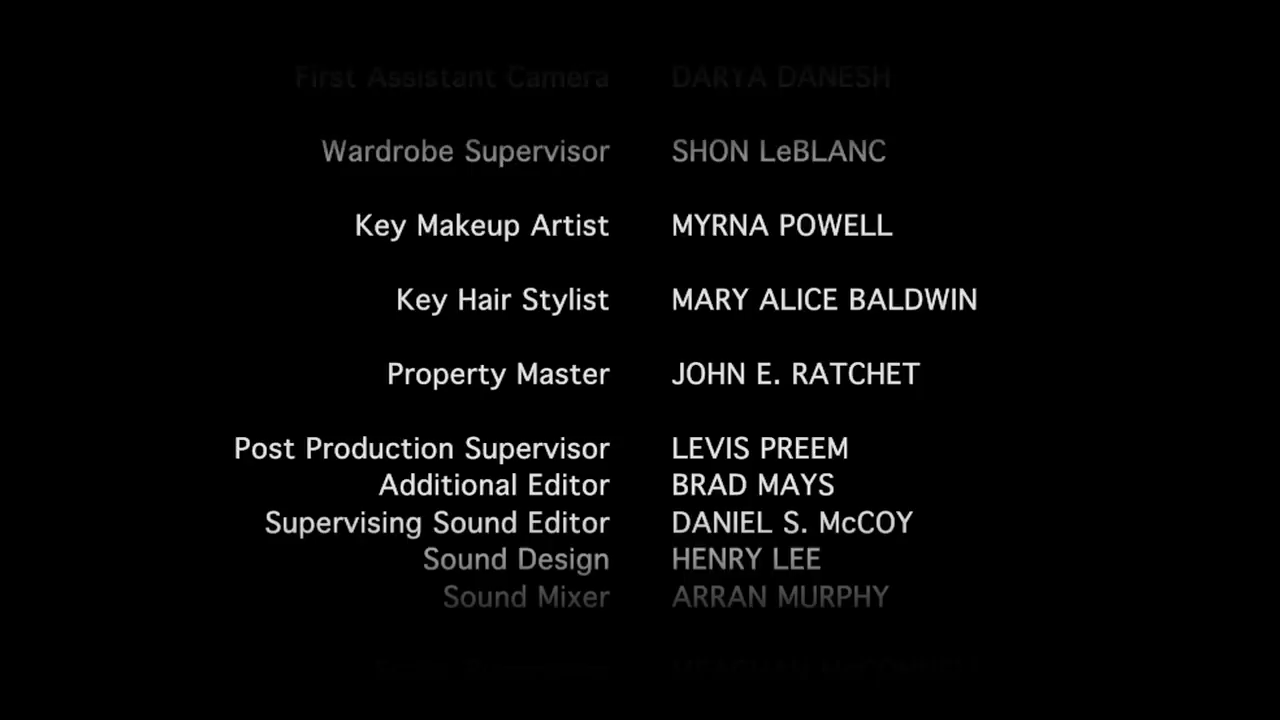 First Assistant Camera DARYA DANESH
Wardrobe Supervisor SHON LeBLANC
Key Makeup Artist MYRNA POWELL
Key Hair Stylist MARY ALICE BALDWIN
Property Master JOHN E. RATCHET
Post Production Supervisor LEVIS PREEM
Additional Editor BRAD MAYS
Supervising Sound Editor DANIEL S. McCOY
Sound Design HENRY LEE
Sound Mixer ARRAN MURPHY